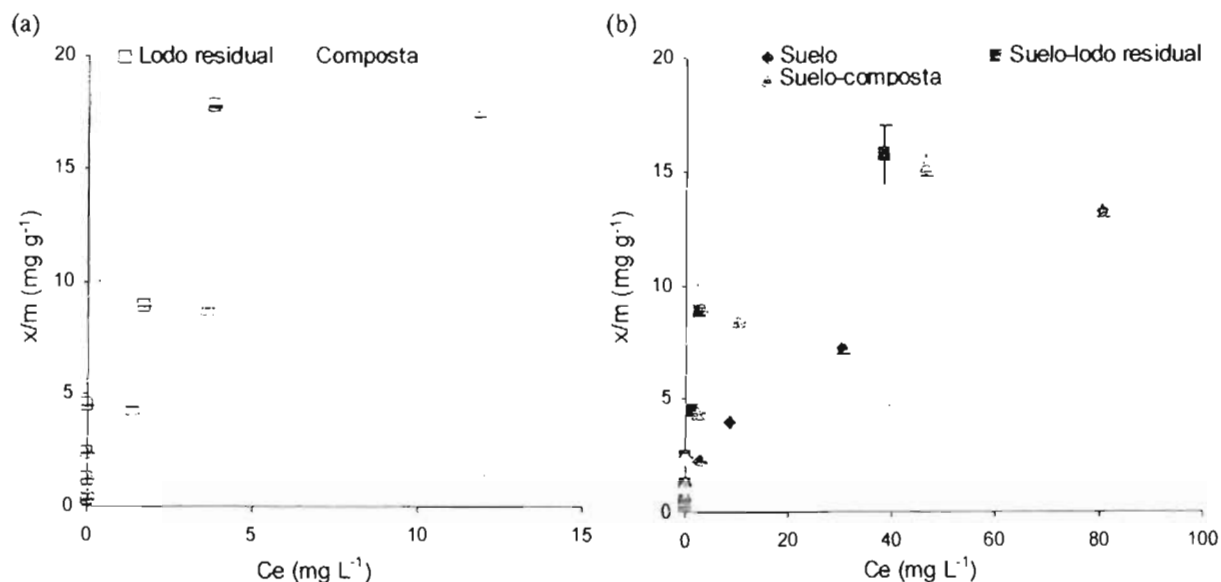 (a)
20
Lodo residual Composta
15
10
5
0
x/m (mg g⁻¹)
0 5 10 15
Ce (mg L⁻¹)
(b)
20
Suelo Suelo-lodo residual
Suelo-composta
15
10
5
0
x/m (mg g⁻¹)
0 20 40 60 80 100
Ce (mg L⁻¹)